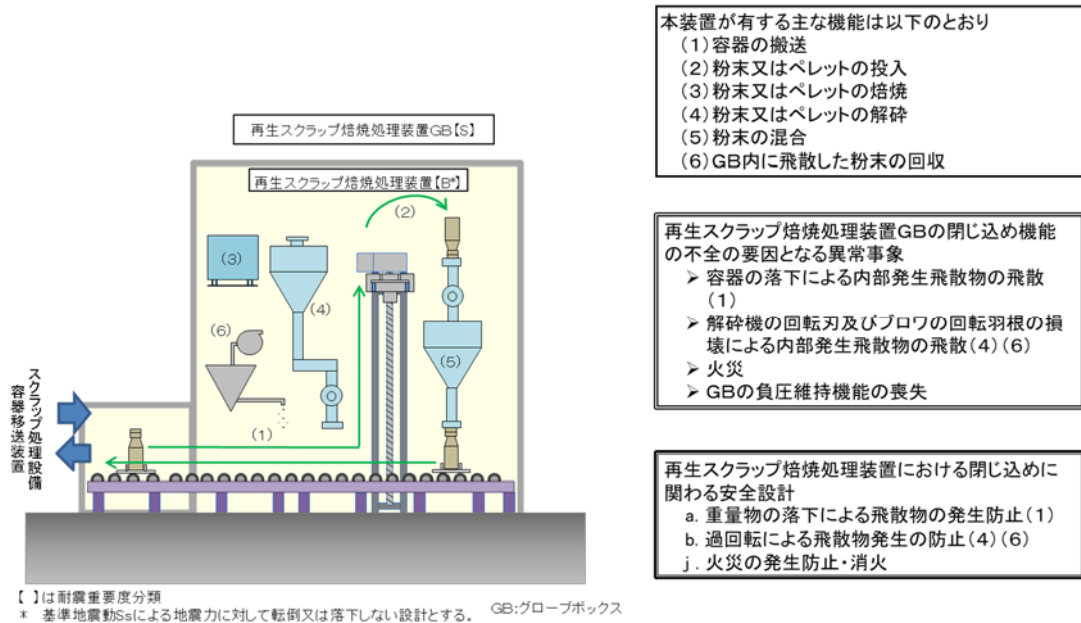 再生スクラップ焙焼処理装置GB【S】
再生スクラップ焙焼処理装置【B*】
(1)
(2)
(3)
(4)
(5)
(6)
スクラップ処理設備
容器移送装置
【 】は耐震重要度分類
* 基準地震動Ssによる地震力に対して転倒又は落下しない設計とする。
GB:グローブボックス
本装置が有する主な機能は以下のとおり
(1)容器の搬送
(2)粉末又はペレットの投入
(3)粉末又はペレットの焙焼
(4)粉末又はペレットの解砕
(5)粉末の混合
(6)GB内に飛散した粉末の回収
再生スクラップ焙焼処理装置GBの閉じ込め機能
の不全の要因となる異常事象
➢ 容器の落下による内部発生飛散物の飛散
(1)
➢ 解砕機の回転刃及びブロワの回転羽根の損
壊による内部発生飛散物の飛散(4)(6)
➢ 火災
➢ GBの負圧維持機能の喪失
再生スクラップ焙焼処理装置における閉じ込めに
関わる安全設計
a. 重量物の落下による飛散物の発生防止(1)
b. 過回転による飛散物発生の防止(4)(6)
j. 火災の発生防止・消火